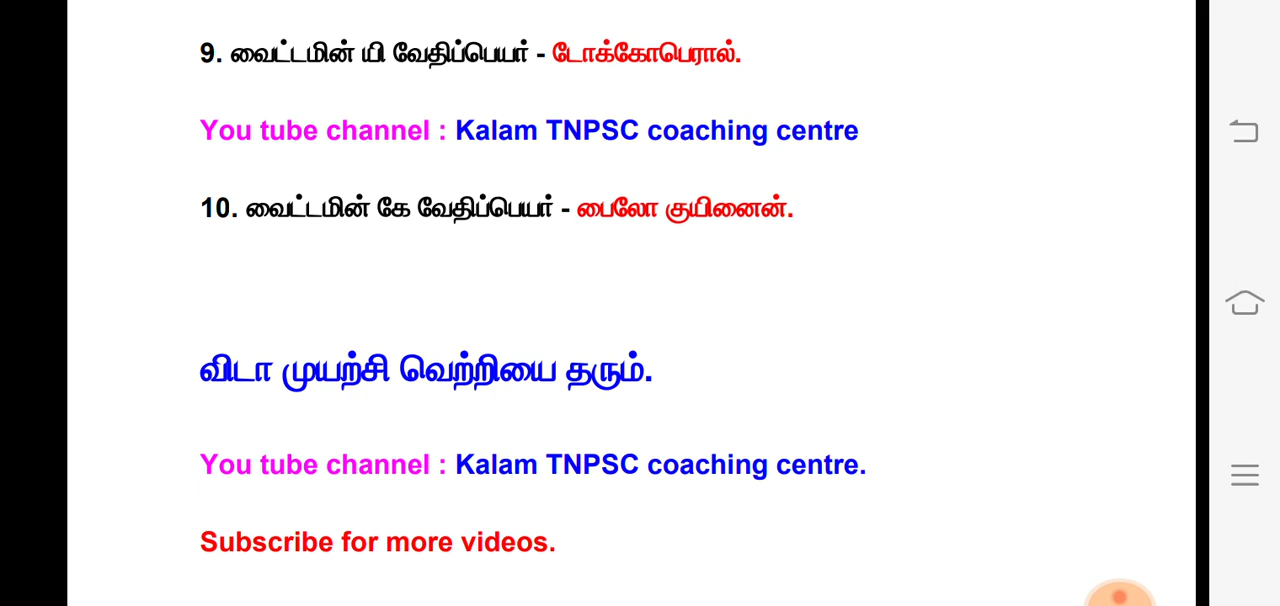 9. வைட்டமின் யி வேதிப்பெயர் - டோக்கோபெரால்.
You tube channel : Kalam TNPSC coaching centre
10. வைட்டமின் கே வேதிப்பெயர் - பைலோ குயினைன்.
விடா முயற்சி வெற்றியை தரும்.
You tube channel : Kalam TNPSC coaching centre.
Subscribe for more videos.